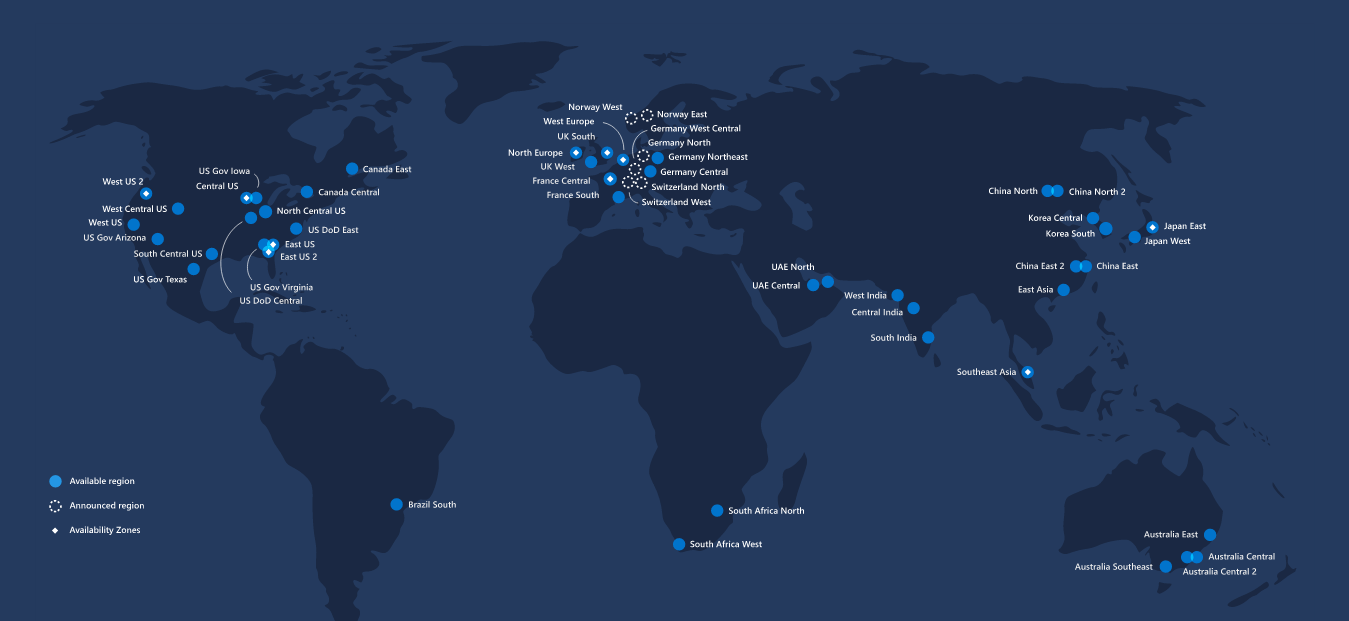 Norway West
Norway East
West Europe
Germany West Central
UK South
Germany North
North Europe
Germany Northeast
UK West
Germany Central
France Central
Switzerland North
France South
Switzerland West
Canada East
US Gov Iowa
West US 2
Central US
Canada Central
West Central US
North Central US
West US
US DoD East
US Gov Arizona
East US
South Central US
East US 2
US Gov Texas
US Gov Virginia
US DoD Central
China North
China North 2
Korea Central
Japan East
Korea South
Japan West
UAE North
China East 2
China East
UAE Central
East Asia
West India
Central India
South India
Southeast Asia
Available region
Announced region
Availability Zones
Brazil South
South Africa North
South Africa West
Australia East
Australia Central
Australia Southeast
Australia Central 2